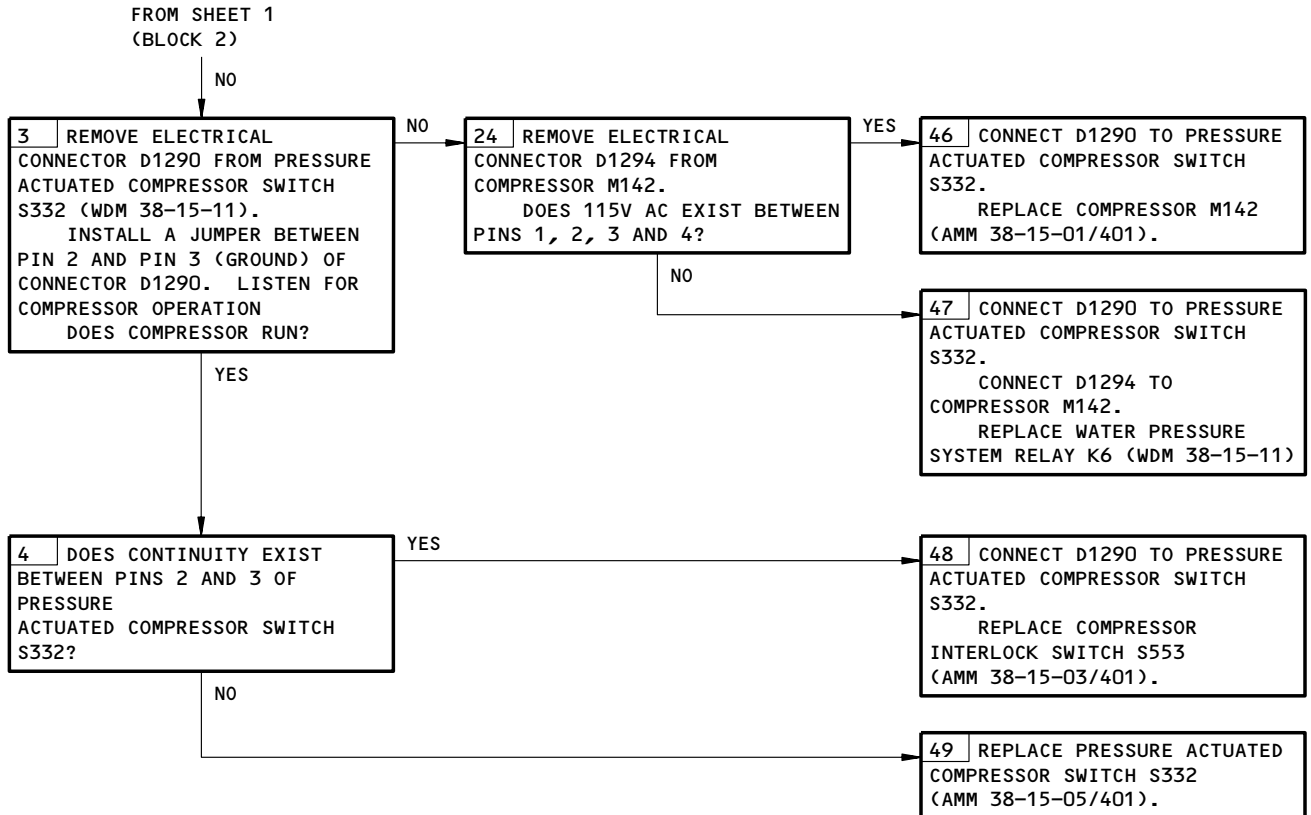 FROM SHEET 1
(BLOCK 2)
NO
3 REMOVE ELECTRICAL
CONNECTOR D1290 FROM PRESSURE
ACTUATED COMPRESSOR SWITCH
S332 (WDM 38-15-11).
INSTALL A JUMPER BETWEEN
PIN 2 AND PIN 3 (GROUND) OF
CONNECTOR D1290. LISTEN FOR
COMPRESSOR OPERATION
DOES COMPRESSOR RUN?
NO
24 REMOVE ELECTRICAL
CONNECTOR D1294 FROM
COMPRESSOR M142.
DOES 115V AC EXIST BETWEEN
PINS 1, 2, 3 AND 4?
YES
46 CONNECT D1290 TO PRESSURE
ACTUATED COMPRESSOR SWITCH
S332.
REPLACE COMPRESSOR M142
(AMM 38-15-01/401).
NO
47 CONNECT D1290 TO PRESSURE
ACTUATED COMPRESSOR SWITCH
S332.
CONNECT D1294 TO
COMPRESSOR M142.
REPLACE WATER PRESSURE
SYSTEM RELAY K6 (WDM 38-15-11)
YES
4 DOES CONTINUITY EXIST
BETWEEN PINS 2 AND 3 OF
PRESSURE
ACTUATED COMPRESSOR SWITCH
S332?
YES
48 CONNECT D1290 TO PRESSURE
ACTUATED COMPRESSOR SWITCH
S332.
REPLACE COMPRESSOR
INTERLOCK SWITCH S553
(AMM 38-15-03/401).
NO
49 REPLACE PRESSURE ACTUATED
COMPRESSOR SWITCH S332
(AMM 38-15-05/401).